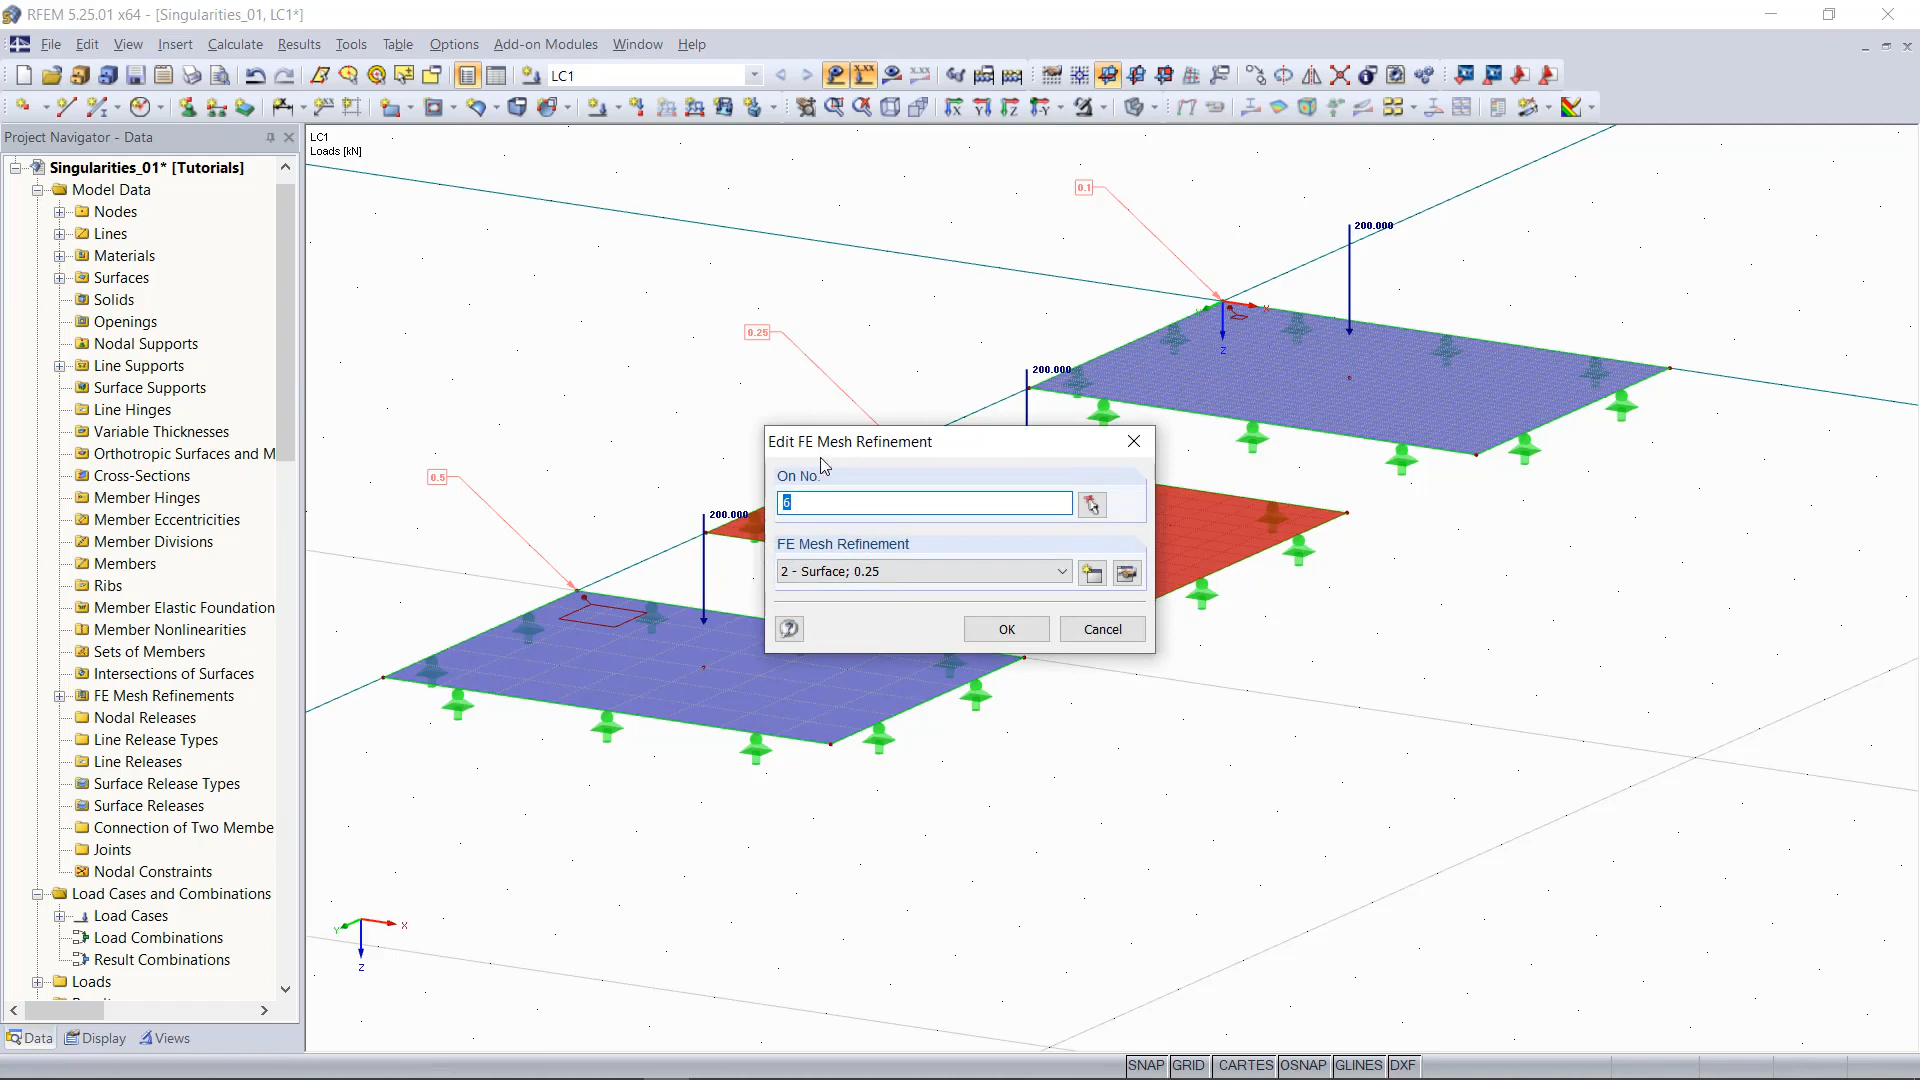 RFEM 5.25.01 x64 - [Singularities_01, LC1*]
File Edit View Insert Calculate Results Tools Table Options Add-on Modules Window Help
LC1
Project Navigator - Data
Singularities_01* [Tutorials]
Model Data
Nodes
Lines
Materials
Surfaces
Solids
Openings
Nodal Supports
Line Supports
Surface Supports
Line Hinges
Variable Thicknesses
Orthotropic Surfaces and M
Cross-Sections
Member Hinges
Member Eccentricities
Member Divisions
Members
Ribs
Member Elastic Foundation
Member Nonlinearities
Sets of Members
Intersections of Surfaces
FE Mesh Refinements
Nodal Releases
Line Release Types
Line Releases
Surface Release Types
Surface Releases
Connection of Two Membe
Joints
Nodal Constraints
Load Cases and Combinations
Load Cases
Load Combinations
Result Combinations
Loads
Data Display Views
LC1
Loads [kN]
0.1
200.000
X
Z
0.25
200.000
0.5
200.000
Edit FE Mesh Refinement
On No.
6
FE Mesh Refinement
2 - Surface; 0.25
OK Cancel
Y
X
Z
SNAP GRID CARTES OSNAP GLINES DXF